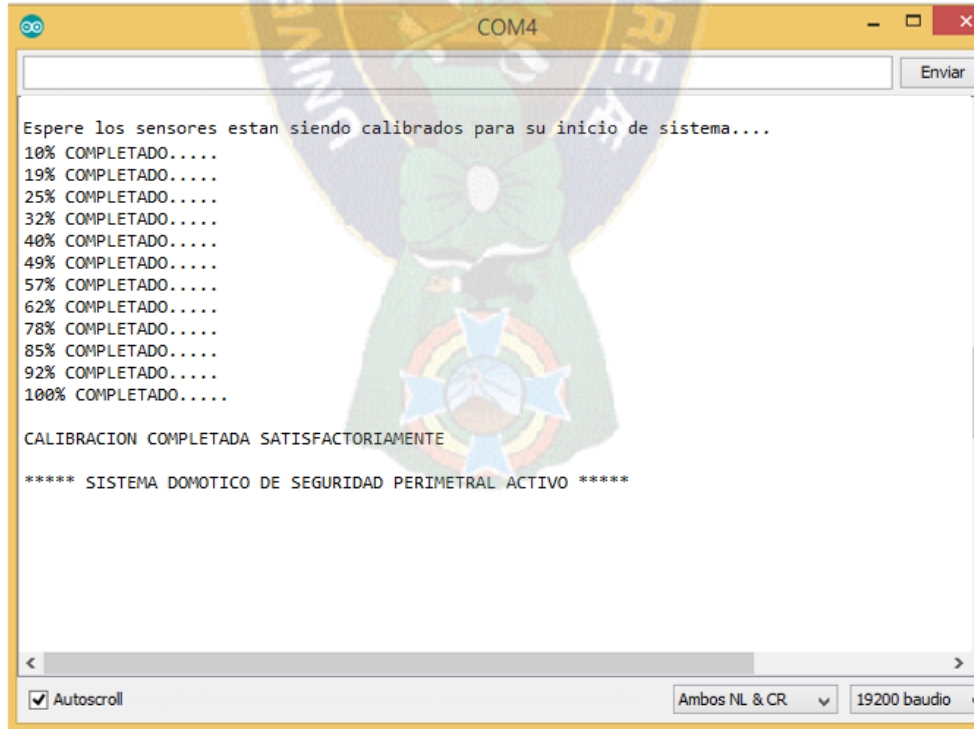 COM4
Enviar
Espere los sensores estan siendo calibrados para su inicio de sistema....
10% COMPLETADO.....
19% COMPLETADO.....
25% COMPLETADO.....
32% COMPLETADO.....
40% COMPLETADO.....
49% COMPLETADO.....
57% COMPLETADO.....
62% COMPLETADO.....
78% COMPLETADO.....
85% COMPLETADO.....
92% COMPLETADO.....
100% COMPLETADO.....
CALIBRACION COMPLETADA SATISFACTORIAMENTE
***** SISTEMA DOMOTICO DE SEGURIDAD PERIMETRAL ACTIVO *****
Autoscroll
Ambos NL & CR
19200 baudio